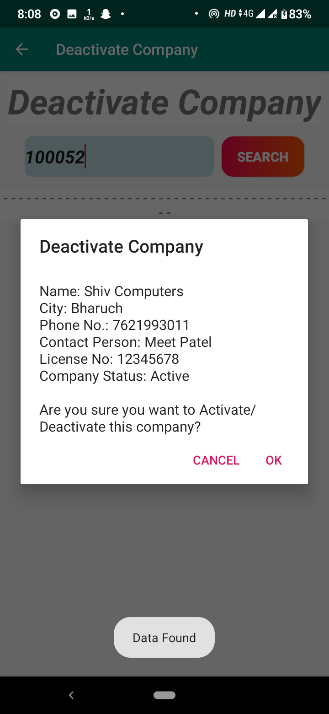 8:08
1
HD 4G
83%
Deactivate Company
Deactivate Company
100052
SEARCH
Deactivate Company
Name: Shiv Computers
City: Bharuch
Phone No.: 7621993011
Contact Person: Meet Patel
License No: 12345678
Company Status: Active
Are you sure you want to Activate/
Deactivate this company?
CANCEL
OK
Data Found